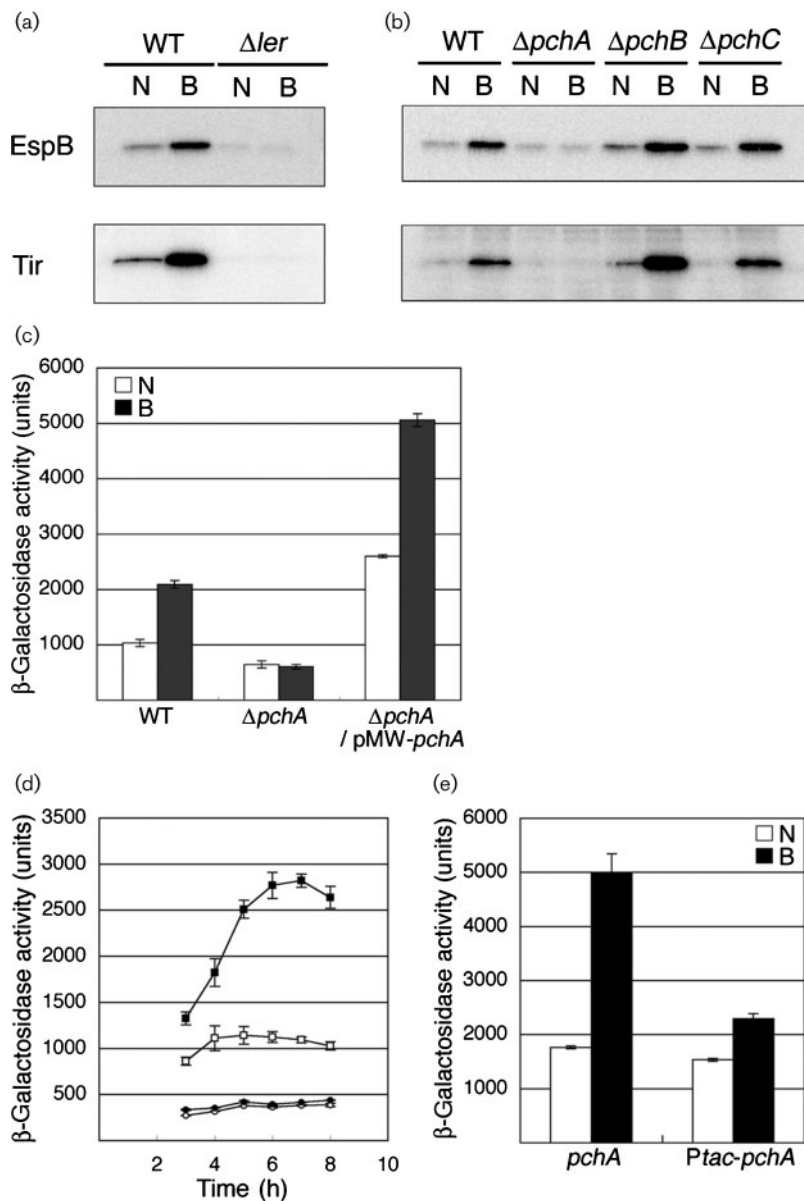 (a)
WT Δler
N B N B
EspB
Tir
(b)
WT ΔpchA ΔpchB ΔpchC
N B N B N B N B
(c)
β-Galactosidase activity (units)
6000
5000
4000
3000
2000
1000
N
B
WT ΔpchA ΔpchA
/ pMW-pchA
(d)
β-Galactosidase activity (units)
3500
3000
2500
2000
1500
1000
500
2 4 6 8 10
Time (h)
(e)
β-Galactosidase activity (units)
6000
5000
4000
3000
2000
1000
N
B
pchA Ptac-pchA